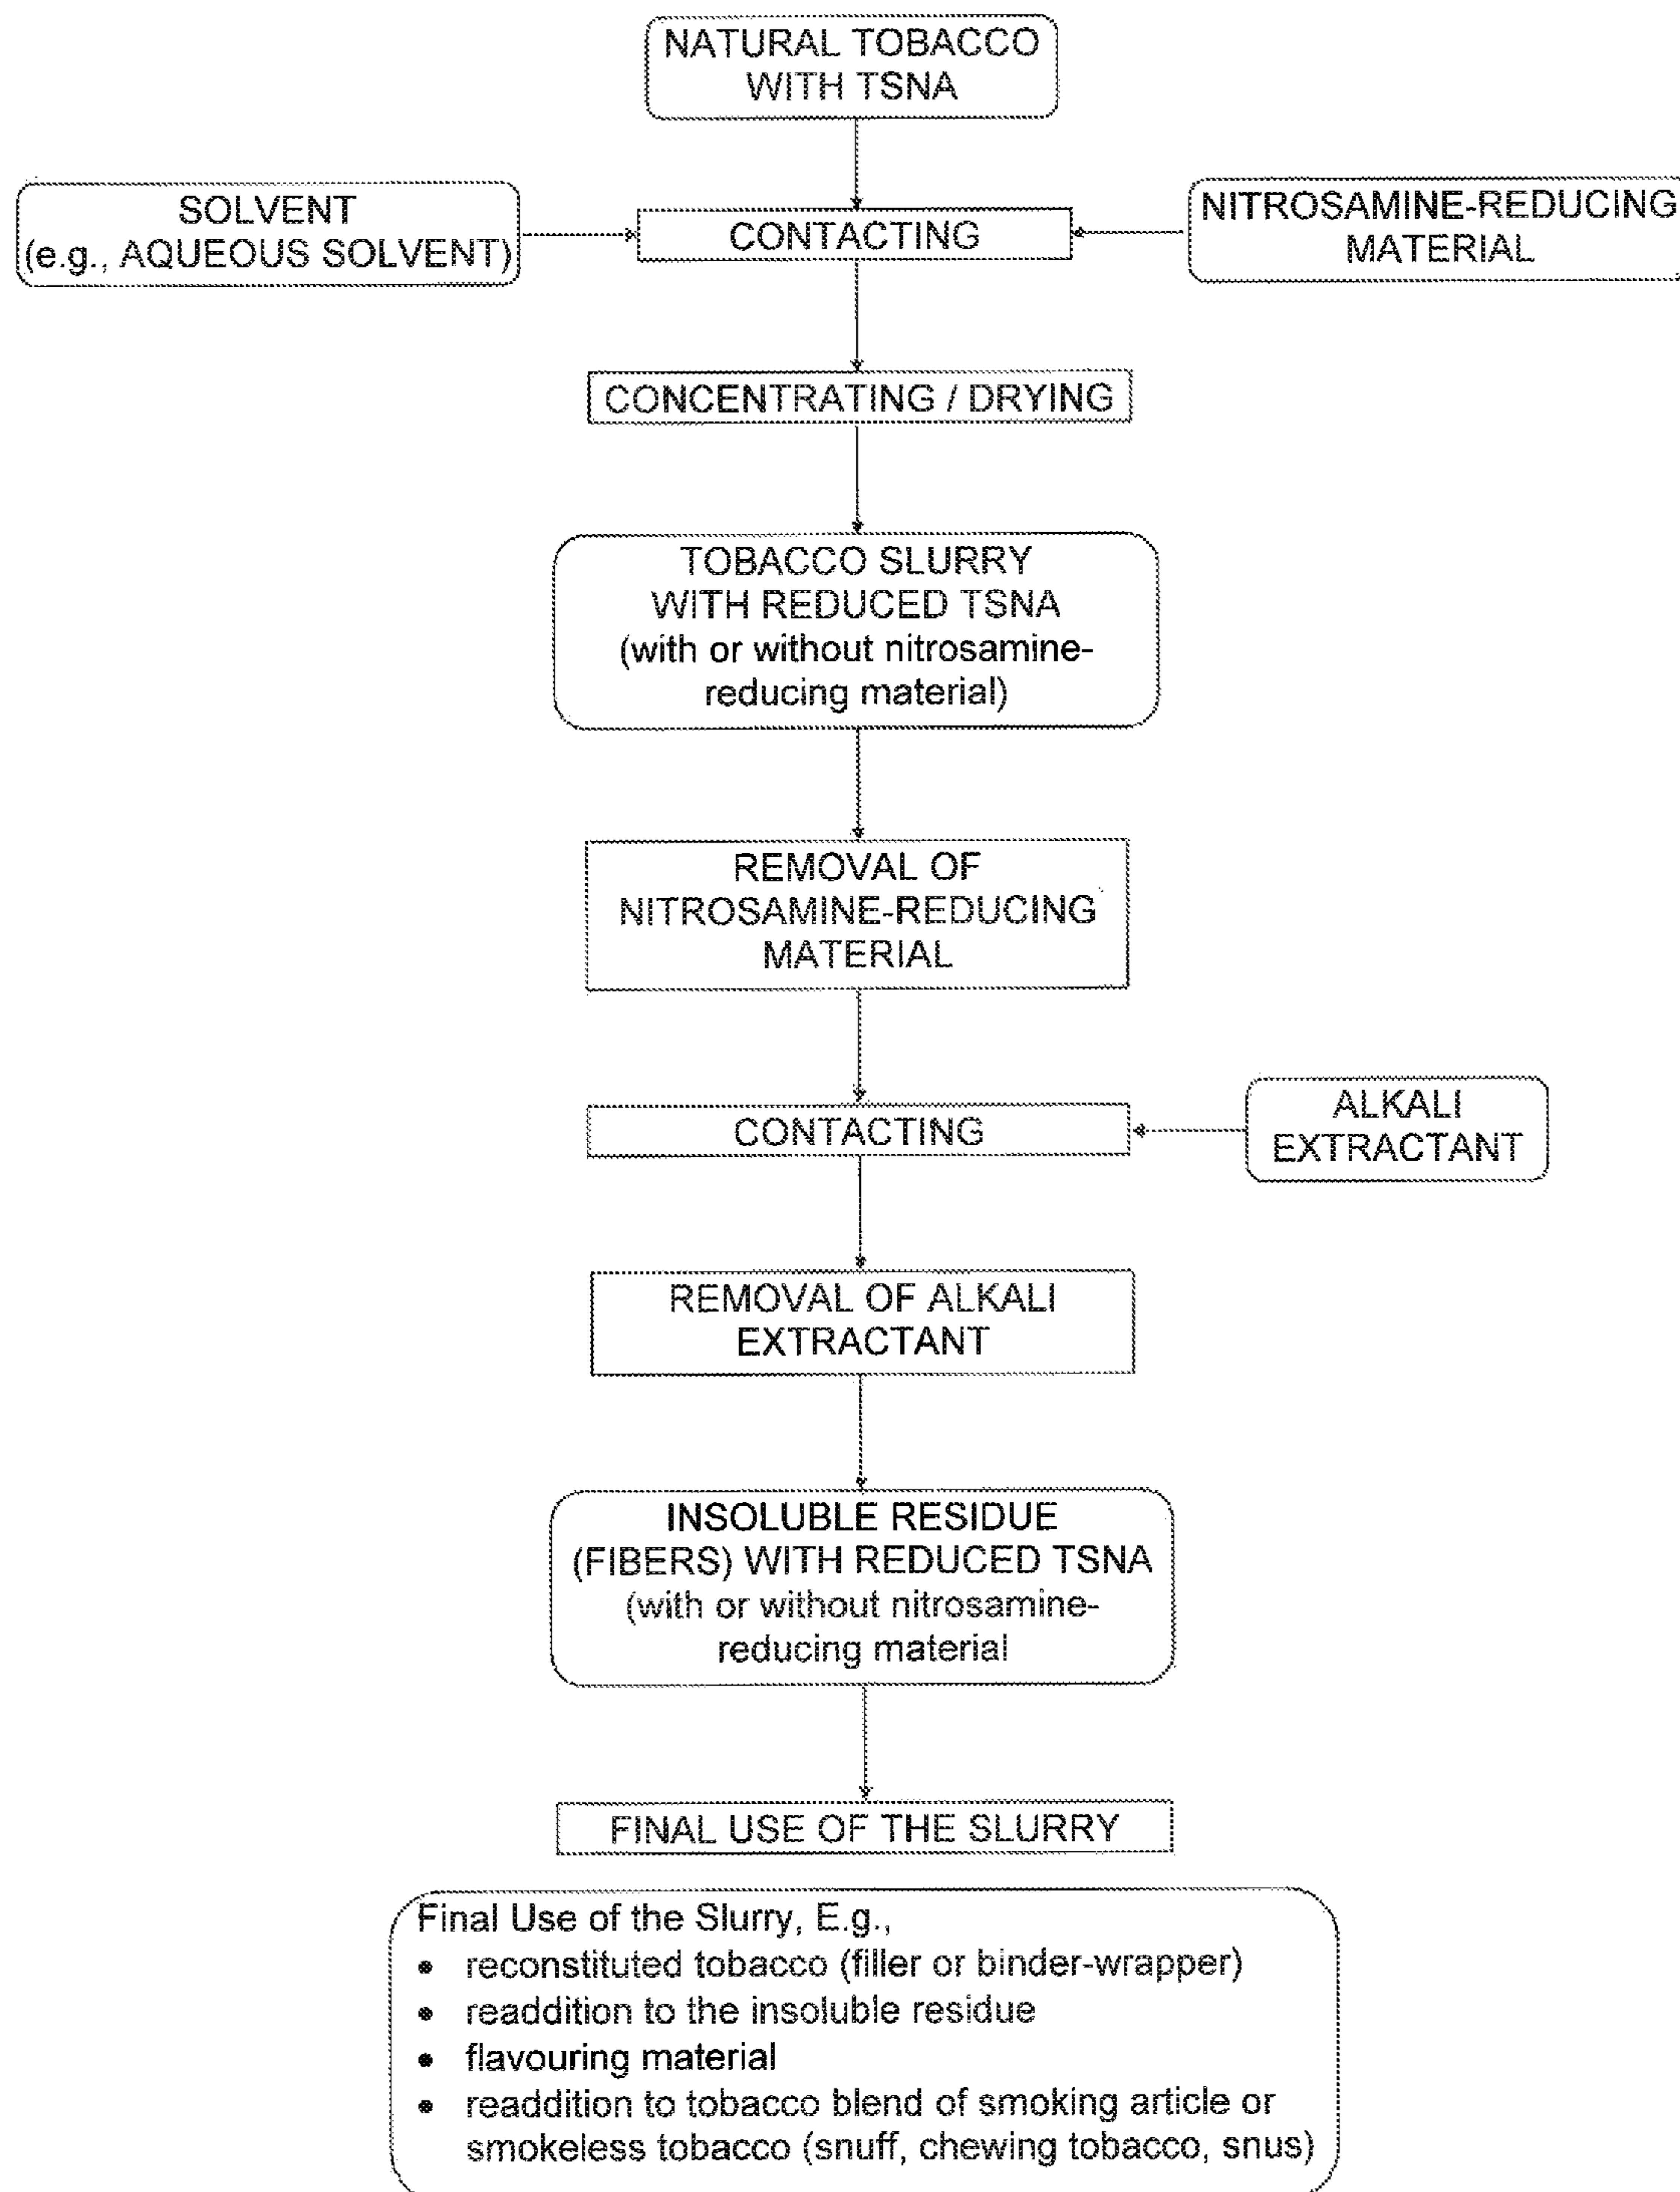 NATURAL TOBACCO
WITH TSNA
SOLVENT
(e.g., AQUEOUS SOLVENT)
CONTACTING
NITROSAMINE-REDUCING
MATERIAL
CONCENTRATING / DRYING
TOBACCO SLURRY
WITH REDUCED TSNA
(with or without nitrosamine-
reducing material)
REMOVAL OF
NITROSAMINE-REDUCING
MATERIAL
CONTACTING
ALKALI
EXTRACTANT
REMOVAL OF ALKALI
EXTRACTANT
INSOLUBLE RESIDUE
(FIBERS) WITH REDUCED TSNA
(with or without nitrosamine-
reducing material
FINAL USE OF THE SLURRY
Final Use of the Slurry, E.g.,
• reconstituted tobacco (filler or binder-wrapper)
• readdition to the insoluble residue
• flavouring material
• readdition to tobacco blend of smoking article or
smokeless tobacco (snuff, chewing tobacco, snus)